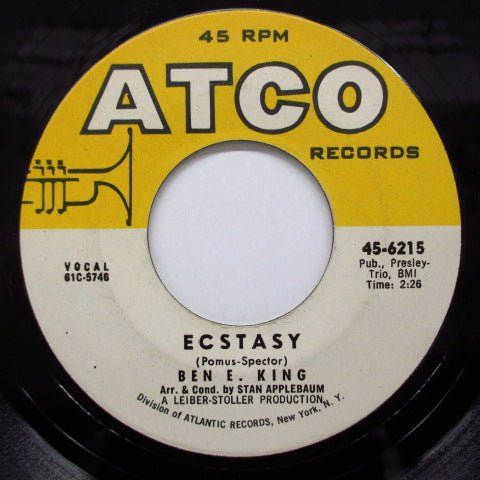 45 RPM
ATCO
RECORDS
VOCAL
61C-5746
45-6215
Pub., Presley-
Trio, BMI
Time: 2:26
ECSTASY
(Pomus-Spector)
BEN E. KING
Arr. & Cond. by STAN APPLEBAUM
A LEIBER-STOLLER PRODUCTION
Division of ATLANTIC RECORDS, New York, N. Y.